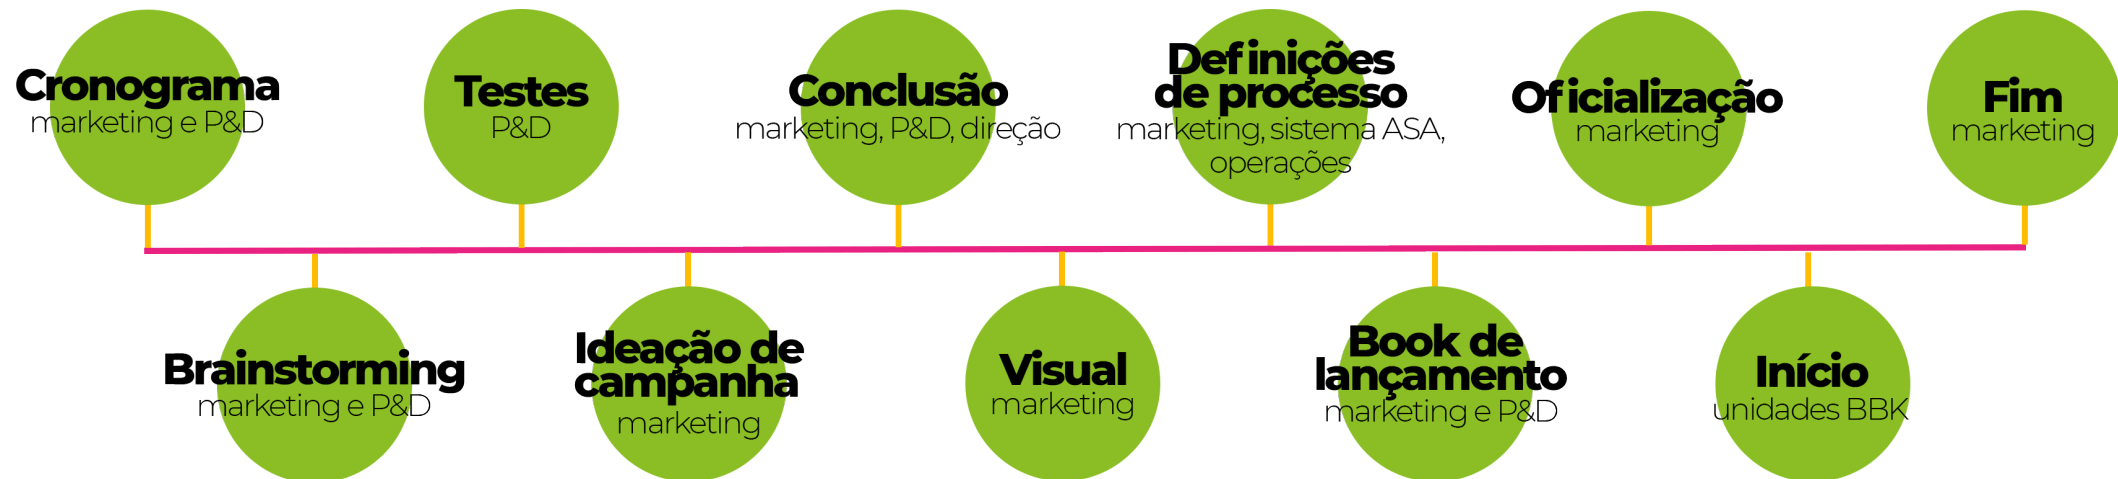 Cronograma
marketing e P&D
Brainstorming
marketing e P&D
Testes
P&D
Ideação de
campanha
marketing
Conclusão
marketing, P&D, direção
Visual
marketing
Definições
de processo
marketing, sistema ASA,
operações
Book de
lançamento
marketing e P&D
Oficialização
marketing
Início
unidades BBK
Fim
marketing